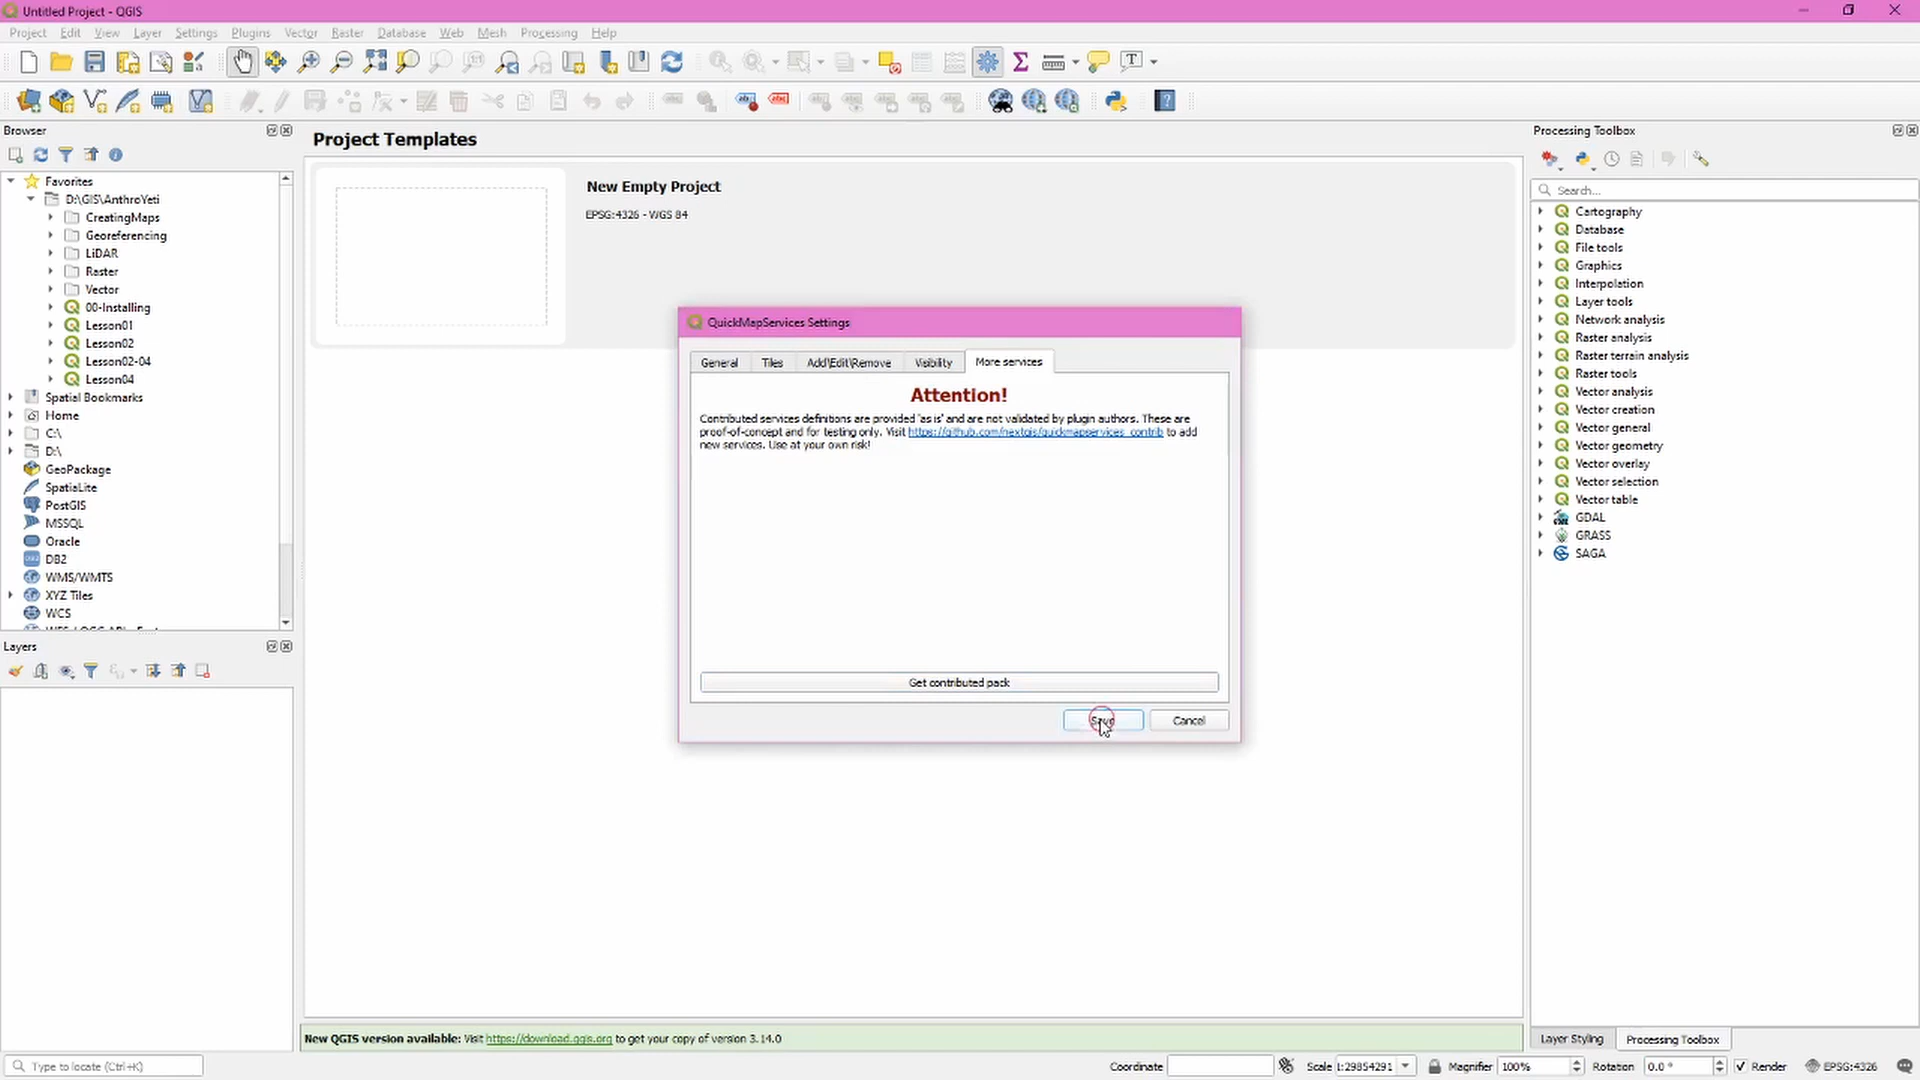 Untitled Project - QGIS
Project Edit View Layer Settings Plugins Vector Raster Database Web Mesh Processing Help
Browser
Favorites
D:\GIS\AnthroYeti
CreatingMaps
Georeferencing
LiDAR
Raster
Vector
00-Installing
Lesson01
Lesson02
Lesson02-04
Lesson04
Spatial Bookmarks
Home
C:\
D:\
GeoPackage
SpatiaLite
PostGIS
MSSQL
Oracle
DB2
WMS/WMTS
XYZ Tiles
WCS
Layers
Type to locate (Ctrl+K)
Project Templates
New Empty Project
EPSG:4326 - WGS 84
QuickMapServices Settings
General Tiles Add\Edit\Remove Visibility More services
Attention!
Contributed services definitions are provided 'as is' and are not validated by plugin authors. These are
proof-of-concept and for testing only. Visit https://github.com/nextgis/quickmapservices_contrib to add
new services. Use at your own risk!
Get contributed pack
Save Cancel
New QGIS version available: Visit https://download.qgis.org to get your copy of version 3.14.0
Processing Toolbox
Search...
Cartography
Database
File tools
Graphics
Interpolation
Layer tools
Network analysis
Raster analysis
Raster terrain analysis
Raster tools
Vector analysis
Vector creation
Vector general
Vector geometry
Vector overlay
Vector selection
Vector table
GDAL
GRASS
SAGA
Layer Styling Processing Toolbox
Coordinate Scale 1:29854291 Magnifier 100% Rotation 0.0 ° Render EPSG:4326